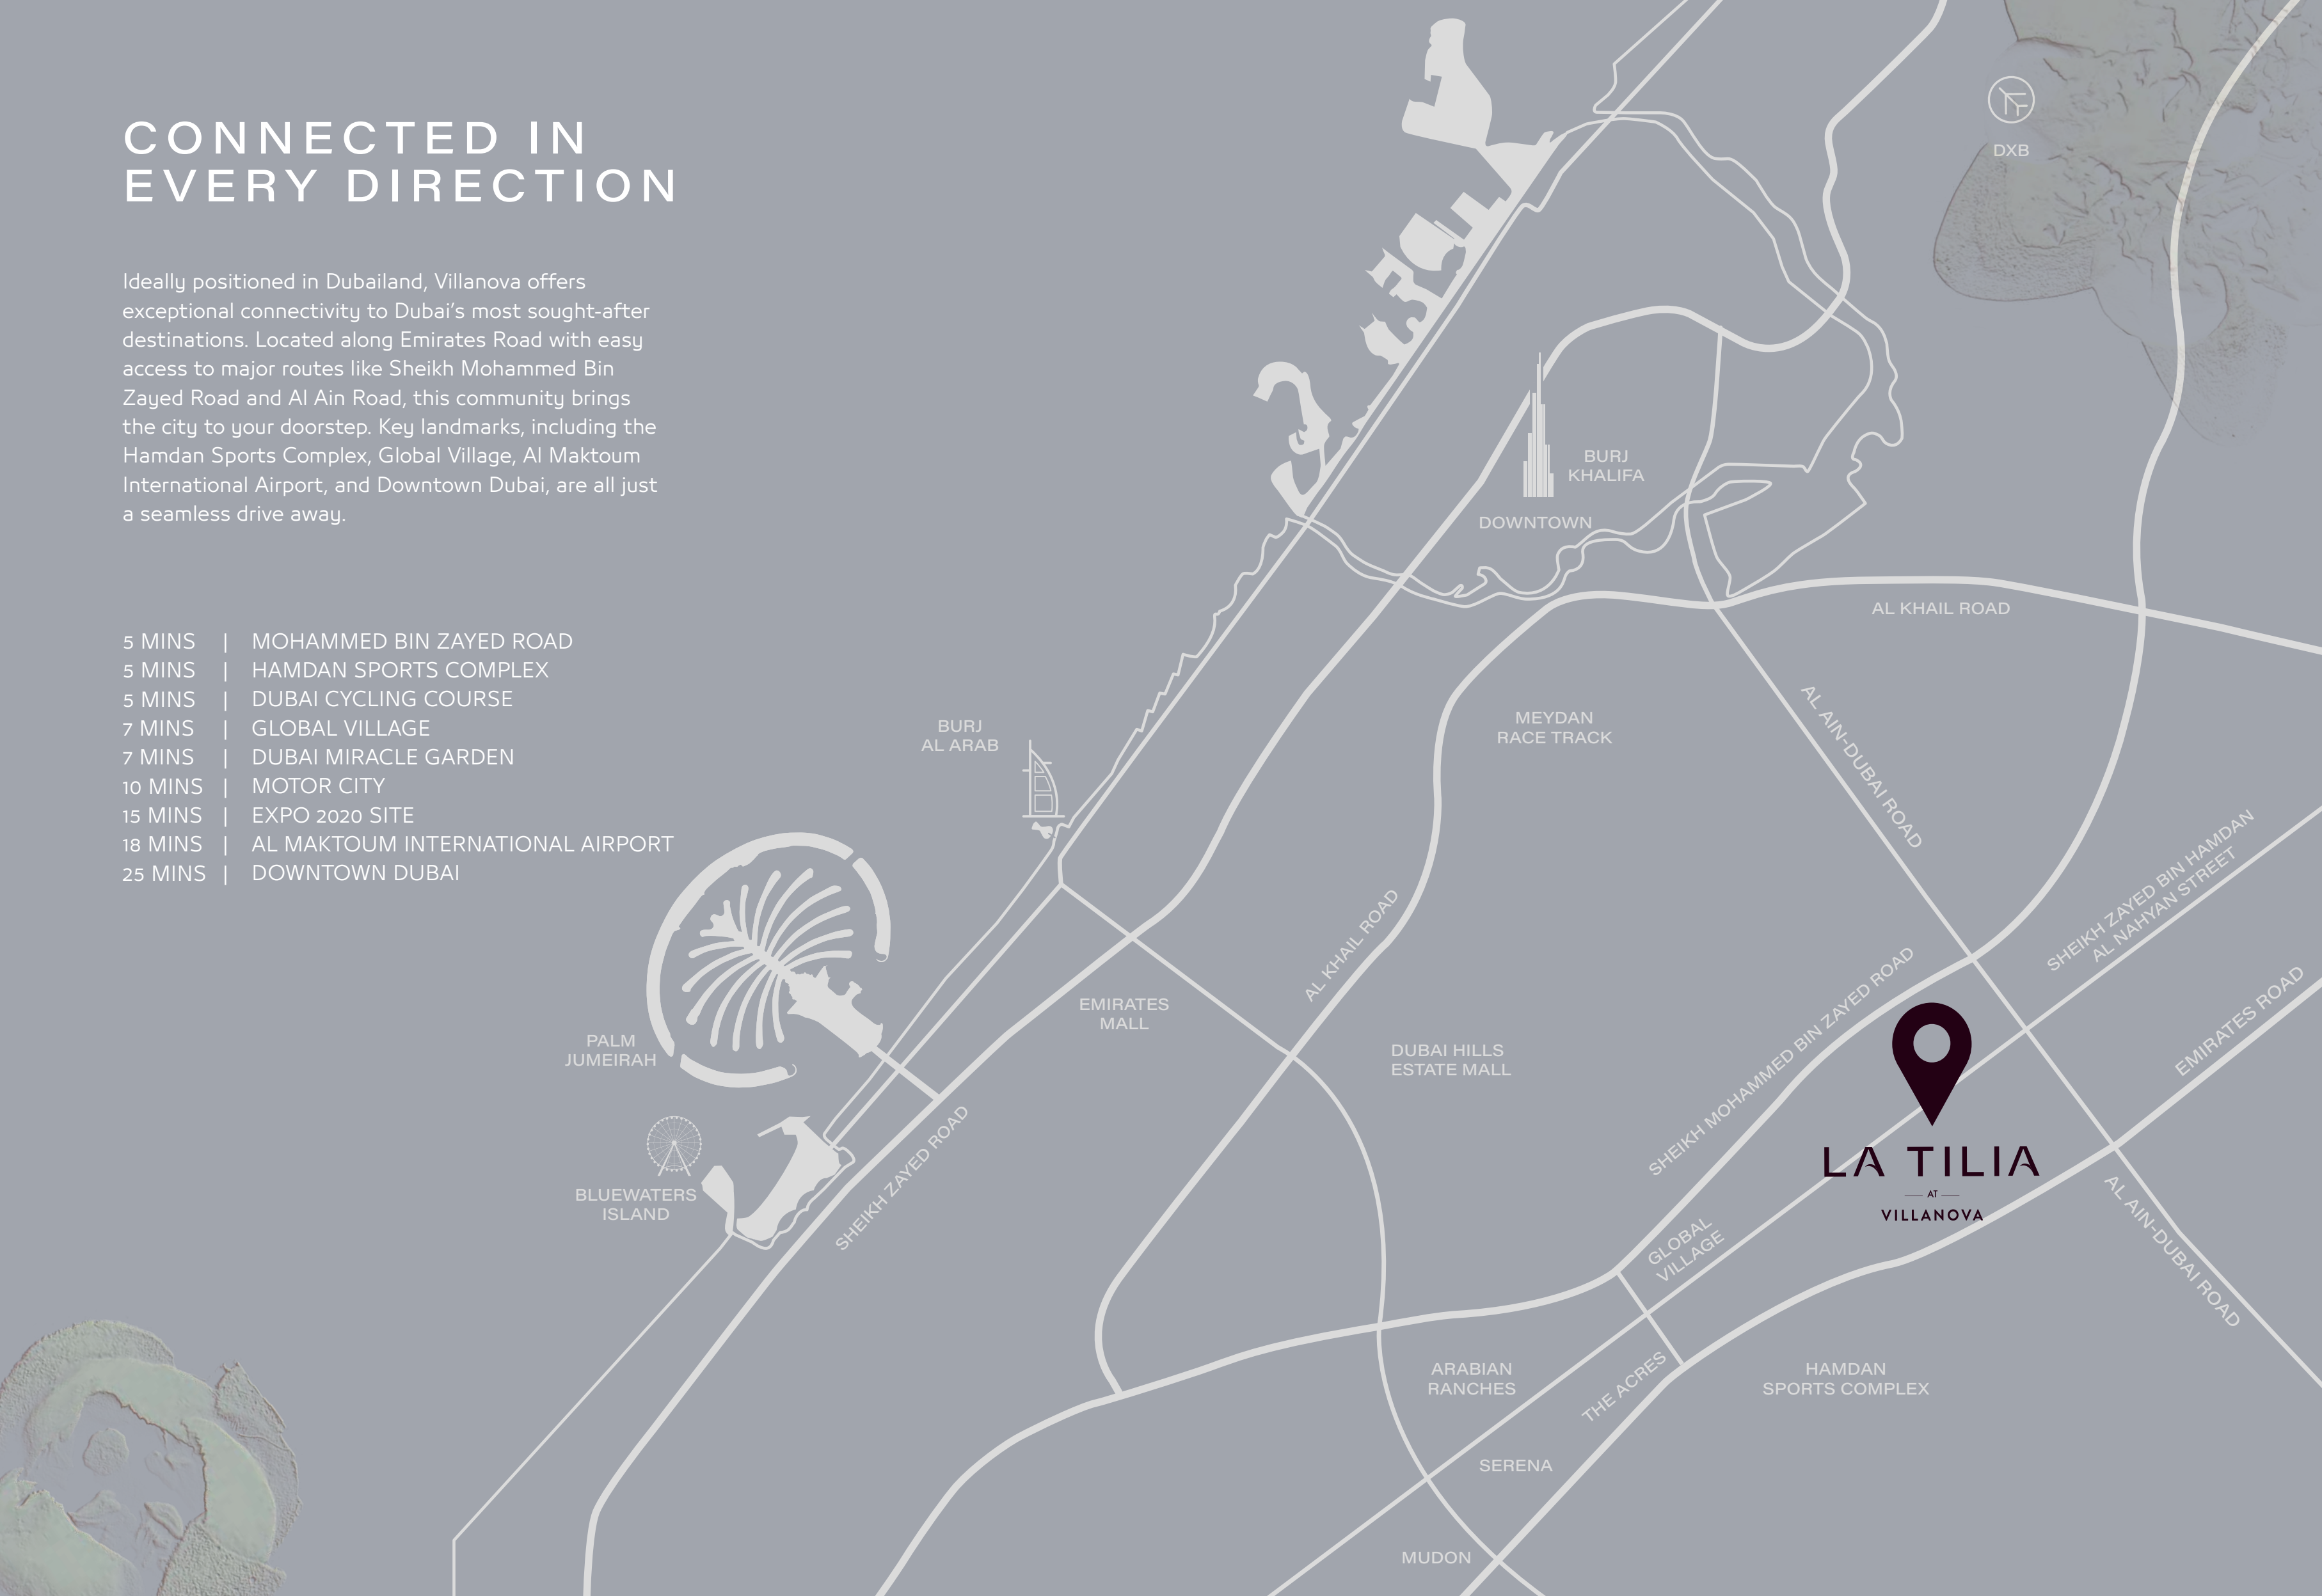 CONNECTED IN
EVERY DIRECTION
Ideally positioned in Dubailand, Villanova offers
exceptional connectivity to Dubai’s most sought-after
destinations. Located along Emirates Road with easy
access to major routes like Sheikh Mohammed Bin
Zayed Road and Al Ain Road, this community brings
the city to your doorstep. Key landmarks, including the
Hamdan Sports Complex, Global Village, Al Maktoum
International Airport, and Downtown Dubai, are all just
a seamless drive away.
5 MINS | MOHAMMED BIN ZAYED ROAD
5 MINS | HAMDAN SPORTS COMPLEX
5 MINS | DUBAI CYCLING COURSE
7 MINS | GLOBAL VILLAGE
7 MINS | DUBAI MIRACLE GARDEN
10 MINS | MOTOR CITY
15 MINS | EXPO 2020 SITE
18 MINS | AL MAKTOUM INTERNATIONAL AIRPORT
25 MINS | DOWNTOWN DUBAI
DXB
BURJ
KHALIFA
DOWNTOWN
AL KHAIL ROAD
MEYDAN
RACE TRACK
AL AIN-DUBAI ROAD
BURJ
AL ARAB
SHEIKH ZAYED BIN HAMDAN
AL NAHYAN STREET
AL KHAIL ROAD
EMIRATES
MALL
PALM
JUMEIRAH
DUBAI HILLS
ESTATE MALL
SHEIKH MOHAMMED BIN ZAYED ROAD
EMIRATES ROAD
BLUEWATERS
ISLAND
SHEIKH ZAYED ROAD
LA TILIA
AT
VILLANOVA
AL AIN-DUBAI ROAD
GLOBAL
VILLAGE
ARABIAN
RANCHES
THE ACRES
HAMDAN
SPORTS COMPLEX
SERENA
MUDON